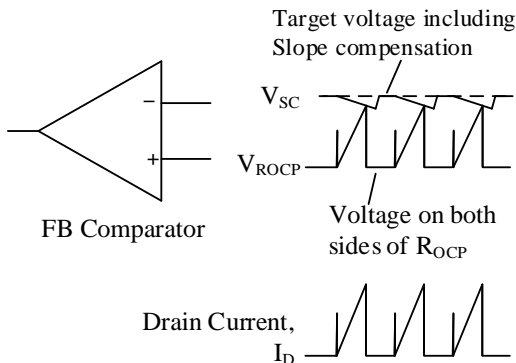 Target voltage including
Slope compensation
V_SC
−
+
V_ROCP
FB Comparator
Voltage on both
sides of R_OCP
Drain Current,
I_D